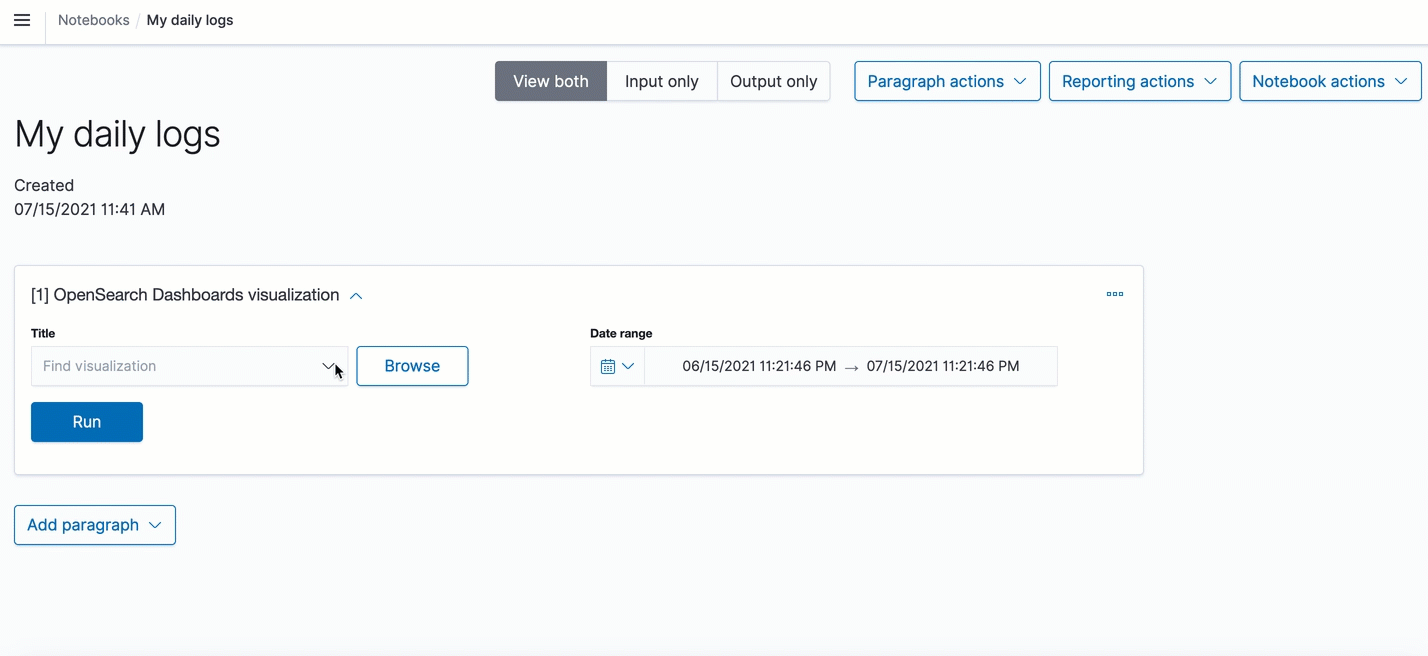 Notebooks / My daily logs
View both Input only Output only Paragraph actions Reporting actions Notebook actions
My daily logs
Created
07/15/2021 11:41 AM
[1] OpenSearch Dashboards visualization
Title Date range
Find visualization Browse 06/15/2021 11:21:46 PM → 07/15/2021 11:21:46 PM
Run
Add paragraph